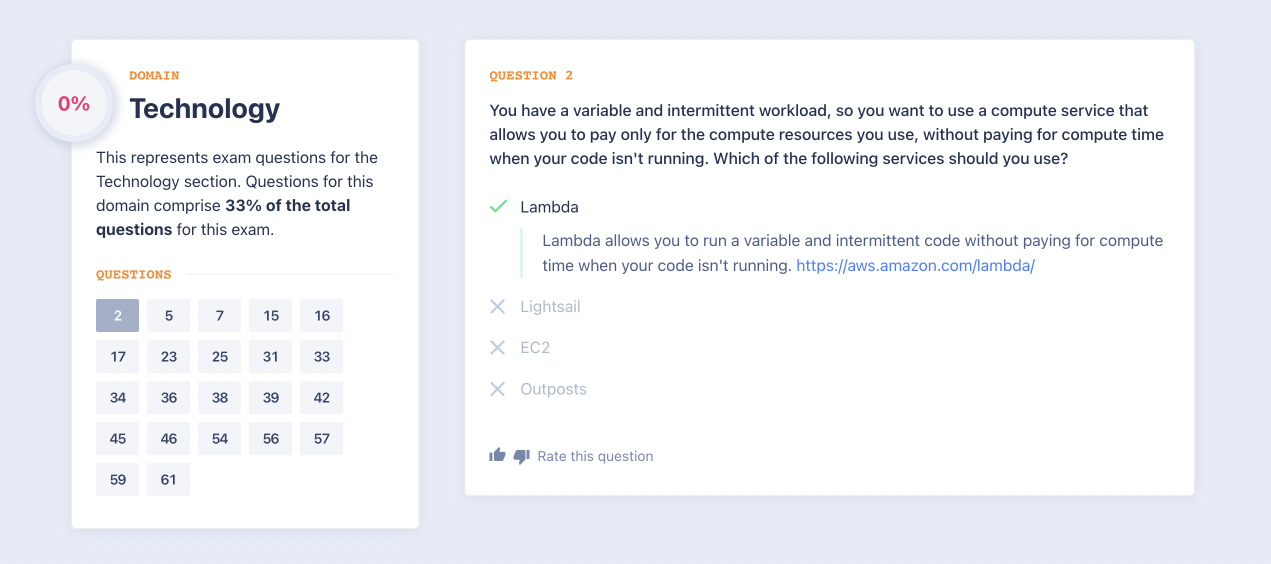 0%
DOMAIN
Technology
This represents exam questions for the
Technology section. Questions for this
domain comprise 33% of the total
questions for this exam.
QUESTIONS
2 5 7 15 16
17 23 25 31 33
34 36 38 39 42
45 46 54 56 57
59 61
QUESTION 2
You have a variable and intermittent workload, so you want to use a compute service that
allows you to pay only for the compute resources you use, without paying for compute time
when your code isn't running. Which of the following services should you use?
Lambda
Lambda allows you to run a variable and intermittent code without paying for compute
time when your code isn't running. https://aws.amazon.com/lambda/
Lightsail
EC2
Outposts
Rate this question